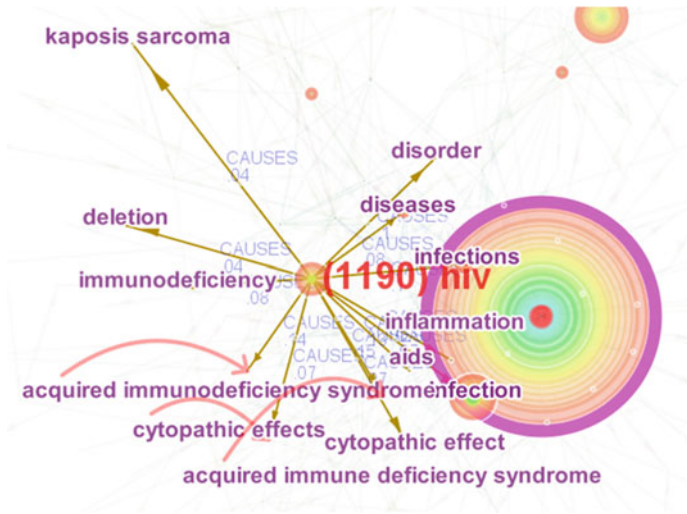 kaposis sarcoma
CAUSES
.04
disorder
deletion
diseases
CAUSES
.04
.08
infections
immunodeficiency
.08
(1190) hiv
inflammation
CAUSES
aids
CAUSES
.07
acquired immunodeficiency syndrome
infection
cytopathic effects
cytopathic effect
acquired immune deficiency syndrome